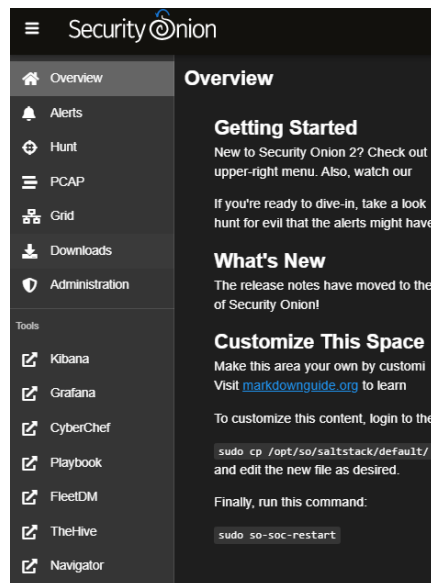 Security Onion
Overview
Alerts
Hunt
PCAP
Grid
Downloads
Administration
Tools
Kibana
Grafana
CyberChef
Playbook
FleetDM
TheHive
Navigator
Overview
Getting Started
New to Security Onion 2? Check out
upper-right menu. Also, watch our
If you're ready to dive-in, take a look
hunt for evil that the alerts might have
What's New
The release notes have moved to the
of Security Onion!
Customize This Space
Make this area your own by customi
Visit markdownguide.org to learn
To customize this content, login to the
sudo cp /opt/so/saltstack/default/
and edit the new file as desired.
Finally, run this command:
sudo so-soc-restart